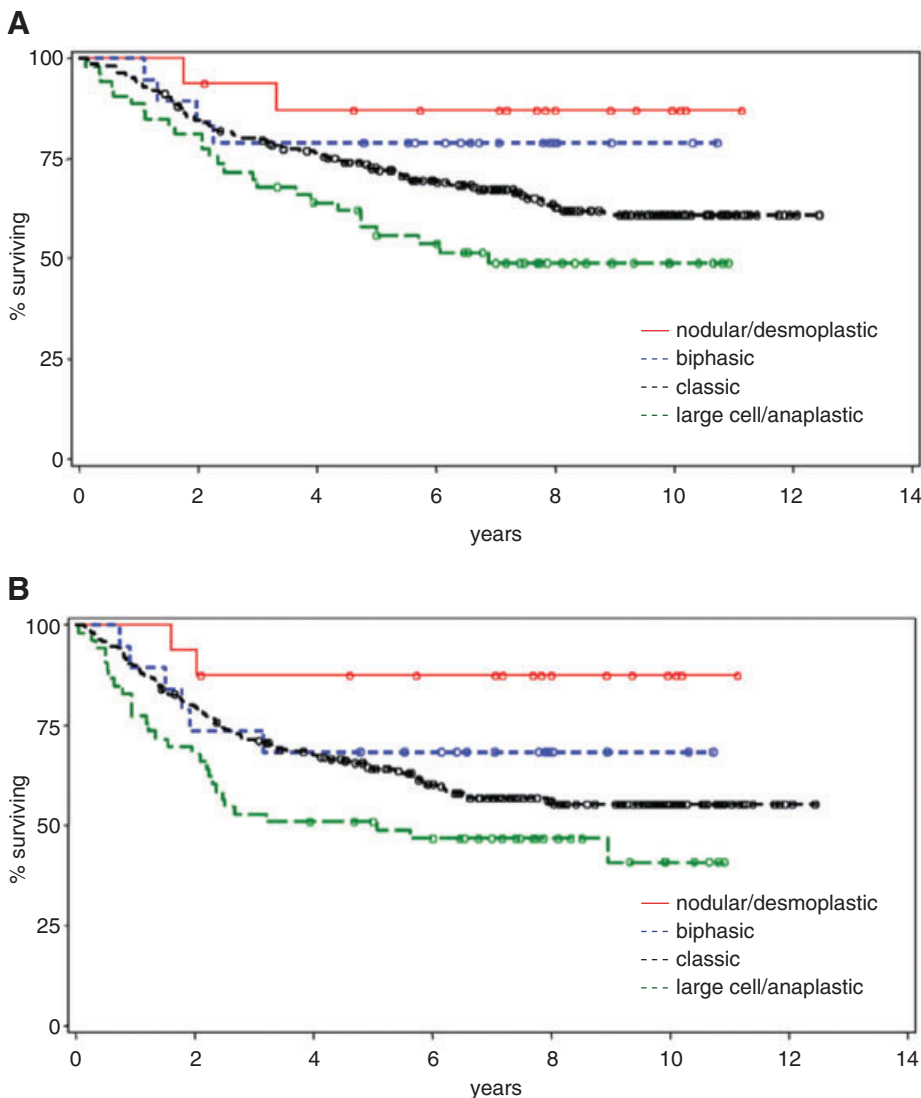 A
100
75
50
25
0
% surviving
nodular/desmoplastic
biphasic
classic
large cell/anaplastic
0 2 4 6 8 10 12 14
years
B
100
75
50
25
0
% surviving
nodular/desmoplastic
biphasic
classic
large cell/anaplastic
0 2 4 6 8 10 12 14
years